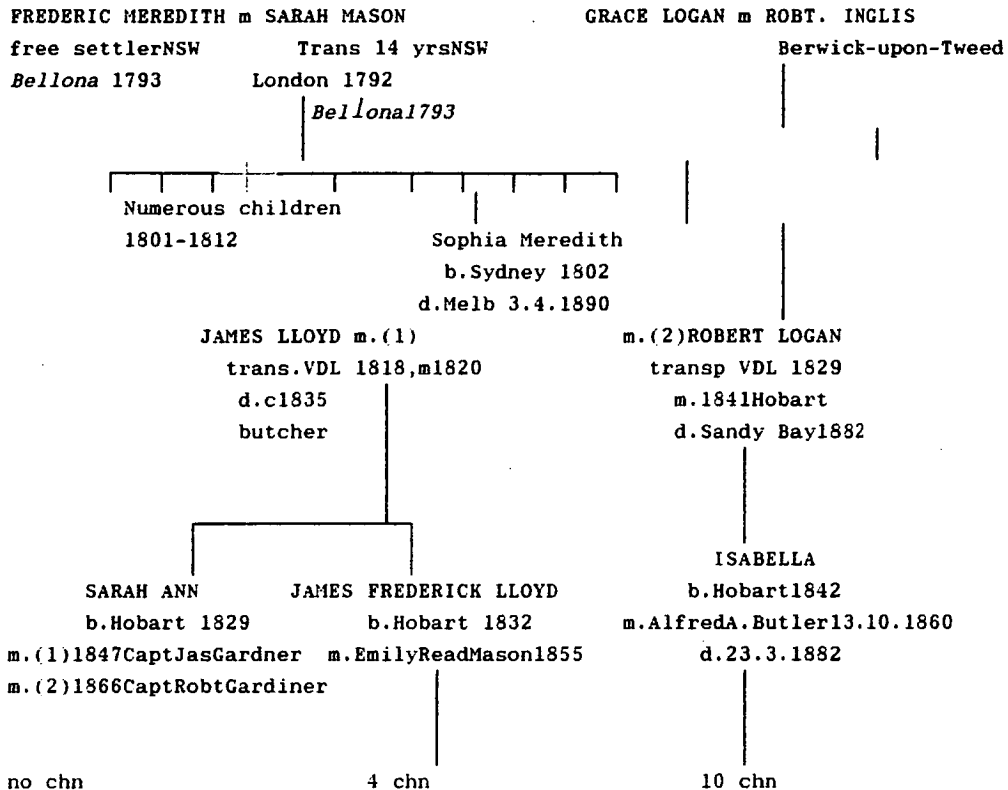 FREDERIC MEREDITH m SARAH MASON GRACE LOGAN m ROBT. INGLIS
free settlerNSW Trans 14 yrsNSW Berwick-upon-Tweed
Bellona 1793 London 1792
Bellona1793
Numerous children
1801-1812 Sophia Meredith
b.Sydney 1802
d.Melb 3.4.1890
JAMES LLOYD m.(1) m.(2)ROBERT LOGAN
trans.VDL 1818,m1820 transp VDL 1829
d.c1835 m.1841Hobart
butcher d.Sandy Bay1882
ISABELLA
SARAH ANN JAMES FREDERICK LLOYD b.Hobart1842
b.Hobart 1829 b.Hobart 1832 m.AlfredA.Butler13.10.1860
m.(1)1847CaptJasGardner m.EmilyReadMason1855 d.23.3.1882
m.(2)1866CaptRobtGardiner
no chn 4 chn 10 chn